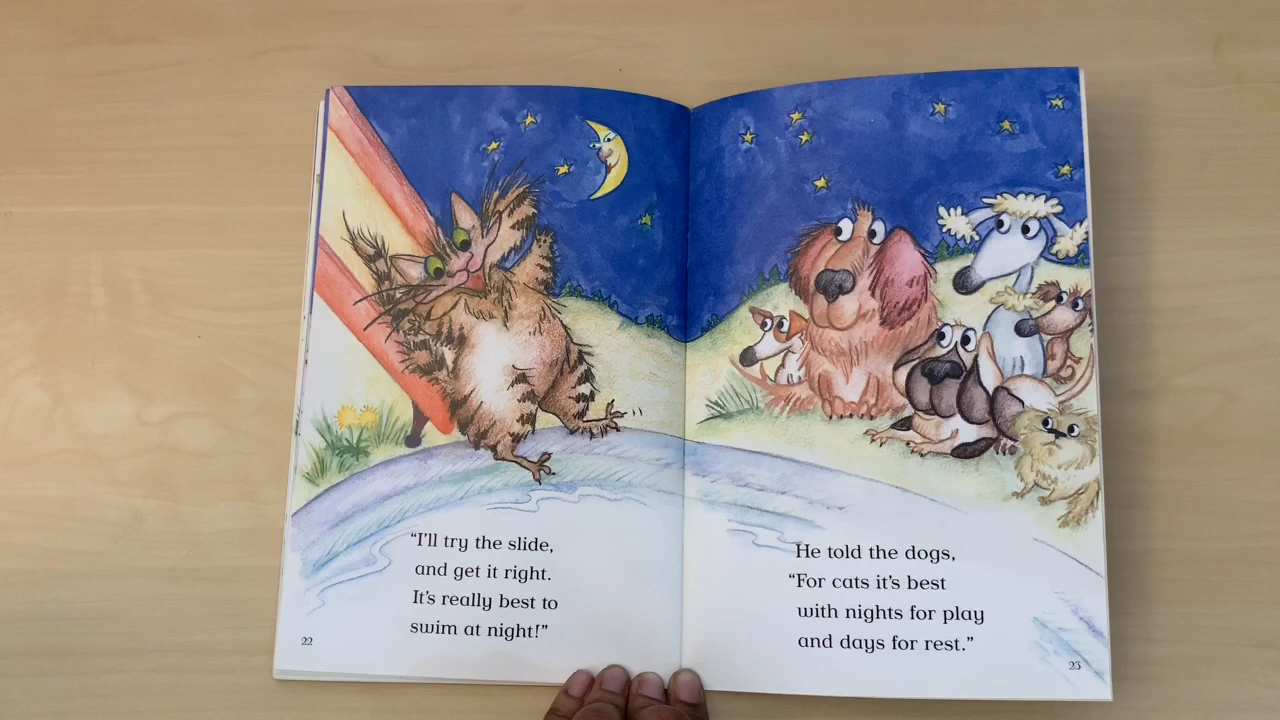 “I’ll try the slide,
and get it right.
It’s really best to
swim at night!”
22
He told the dogs,
“For cats it’s best
with nights for play
and days for rest.”
23